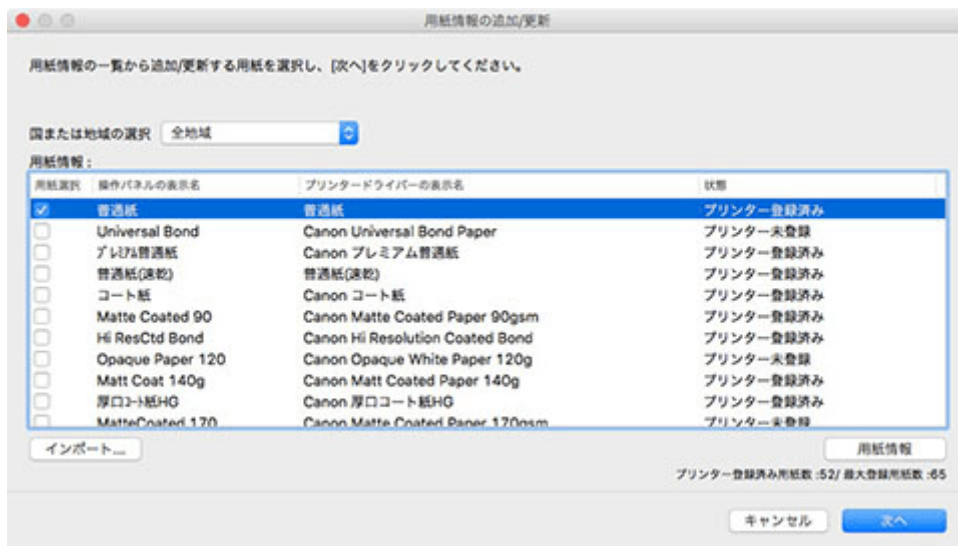 用紙情報の追加/更新
用紙情報の一覧から追加/更新する用紙を選択し、[次へ]をクリックしてください。
国または地域の選択 全地域
用紙情報：
用紙選択 操作パネルの表示名 プリンタードライバーの表示名 状態
普通紙 普通紙 プリンター登録済み
Universal Bond Canon Universal Bond Paper プリンター未登録
ﾌﾟﾚﾐｱﾑ普通紙 Canon プレミアム普通紙 プリンター登録済み
普通紙(速乾) 普通紙(速乾) プリンター登録済み
コート紙 Canon コート紙 プリンター登録済み
Matte Coated 90 Canon Matte Coated Paper 90gsm プリンター登録済み
Hi ResCtd Bond Canon Hi Resolution Coated Bond プリンター登録済み
Opaque Paper 120 Canon Opaque White Paper 120g プリンター未登録
Matt Coat 140g Canon Matt Coated Paper 140g プリンター登録済み
厚口ｺｰﾄ紙HG Canon 厚口コート紙HG プリンター登録済み
MatteCoated 170 Canon Matte Coated Paper 170gsm プリンター未登録
インポート... 用紙情報
プリンター登録済み用紙数 :52/ 最大登録用紙数 :65
キャンセル 次へ